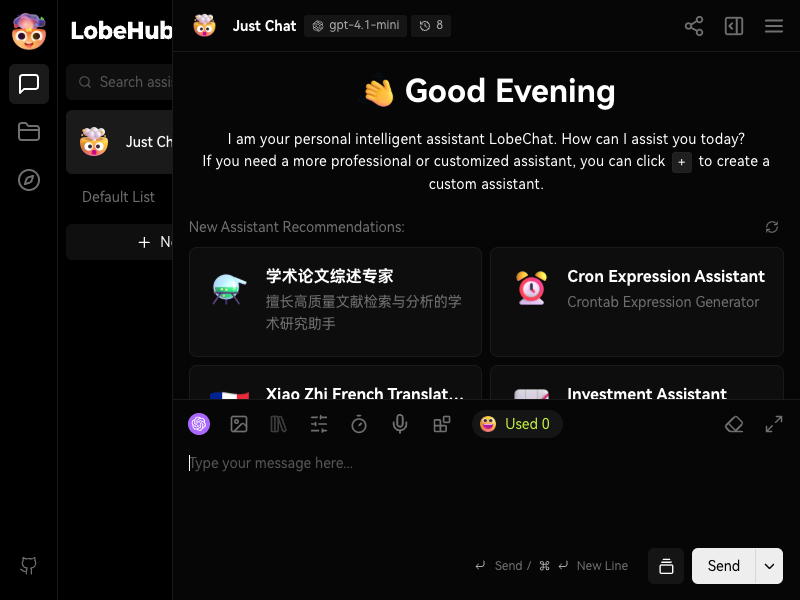 LobeHub
Search assi
Just Ch
Default List
Just Chat
gpt-4.1-mini
8
Good Evening
I am your personal intelligent assistant LobeChat. How can I assist you today?
If you need a more professional or customized assistant, you can click + to create a
custom assistant.
New Assistant Recommendations:
学术论文综述专家
擅长高质量文献检索与分析的学
术研究助手
Cron Expression Assistant
Crontab Expression Generator
Xiao Zhi French Translat...
Investment Assistant
Used 0
Type your message here...
Send / ⌘ New Line
Send